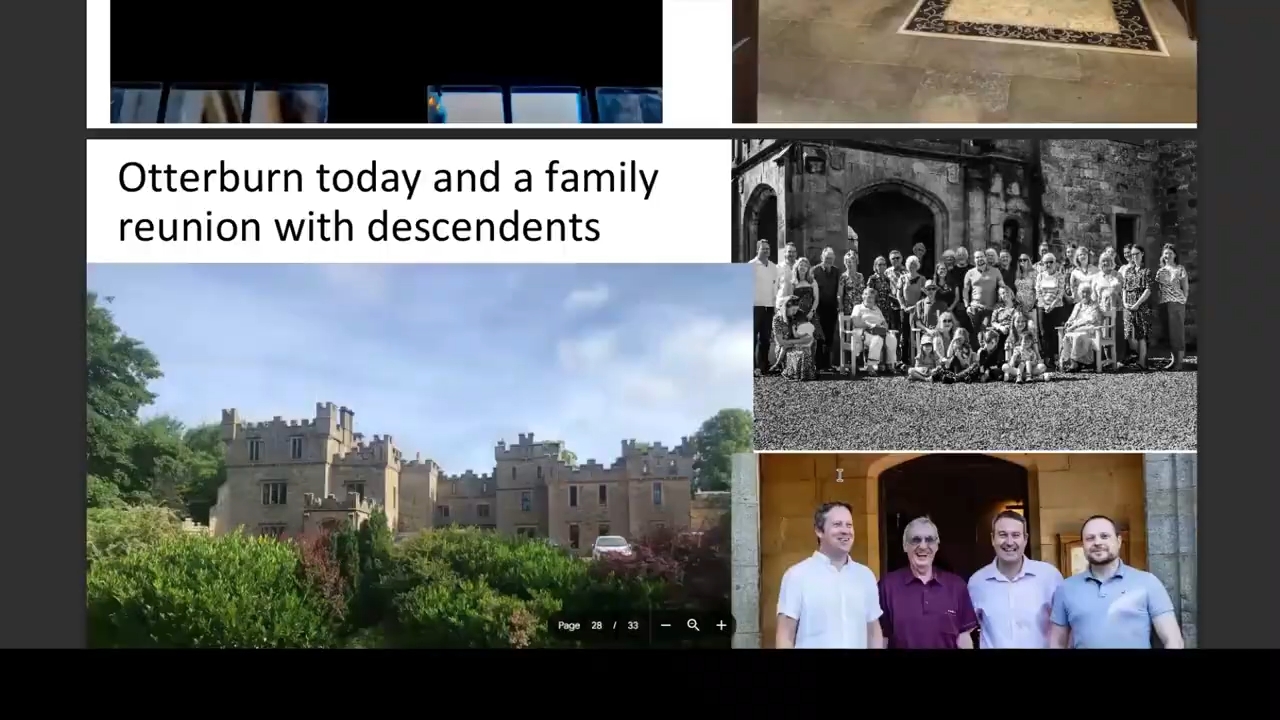 Otterburn today and a family
reunion with descendents
Page 28 / 33